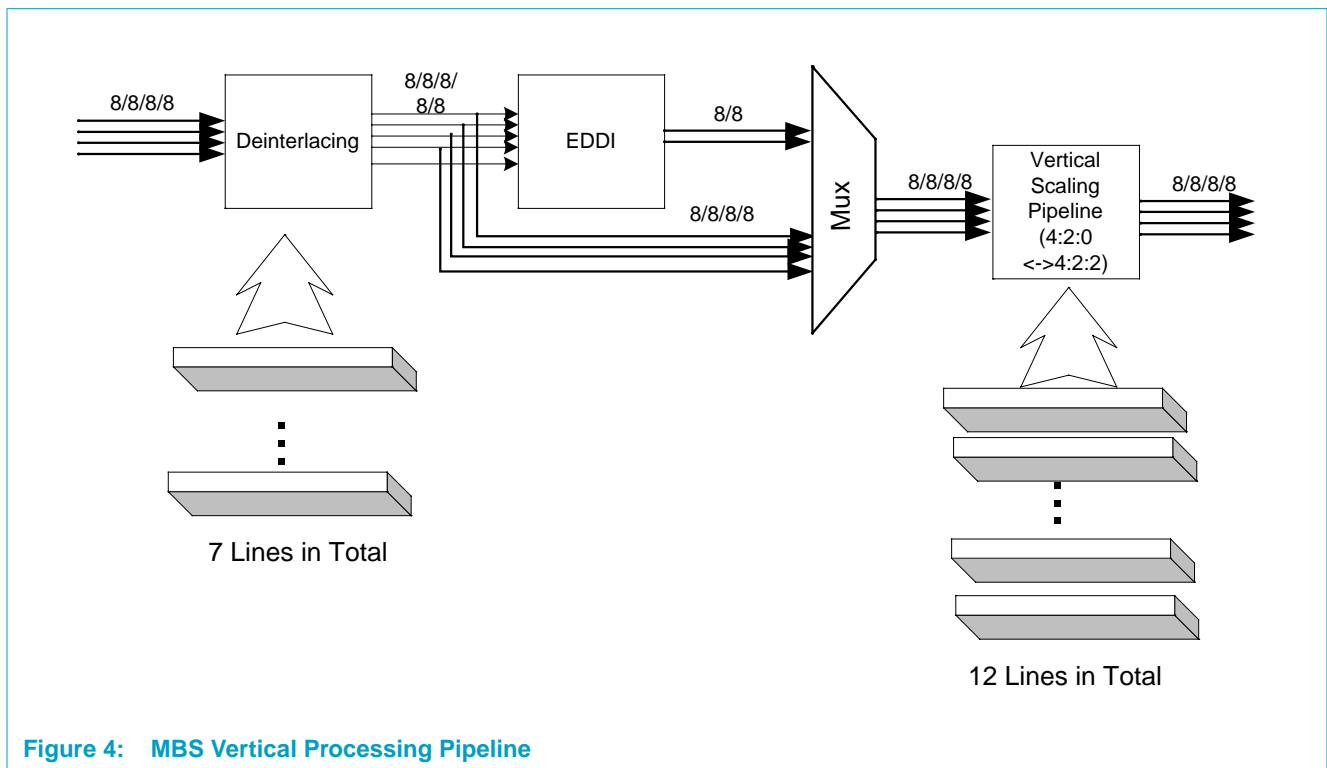 8/8/8/8
Deinterlacing
8/8/8/
8/8
EDDI
8/8
8/8/8/8
Mux
8/8/8/8
Vertical
Scaling
Pipeline
(4:2:0
<->4:2:2)
8/8/8/8
7 Lines in Total
12 Lines in Total
Figure 4: MBS Vertical Processing Pipeline